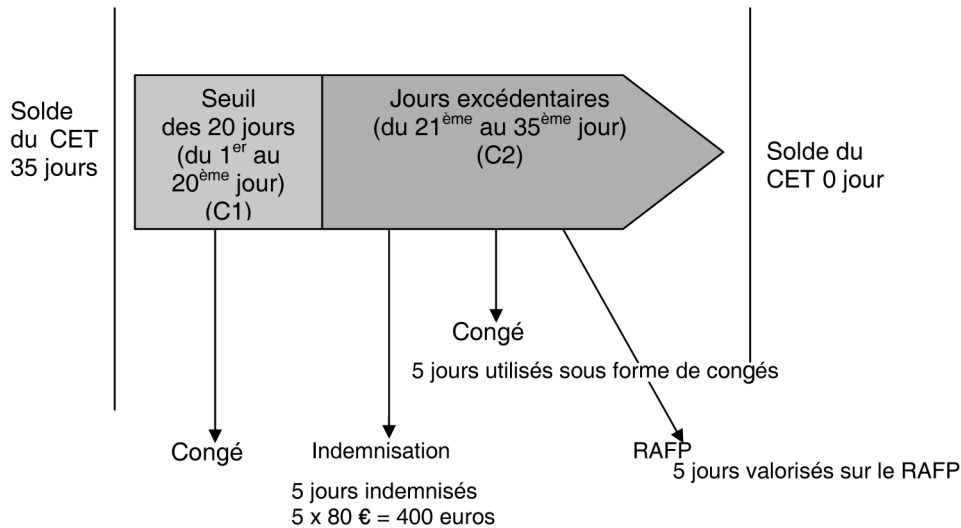 Solde
du CET
35 jours
Seuil
des 20 jours
(du 1er au
20ème jour)
(C1)
Jours excédentaires
(du 21ème au 35ème jour)
(C2)
Solde du
CET 0 jour
Congé
5 jours utilisés sous forme de congés
Congé
Indemnisation
5 jours indemnisés
5 x 80 € = 400 euros
RAFP
5 jours valorisés sur le RAFP